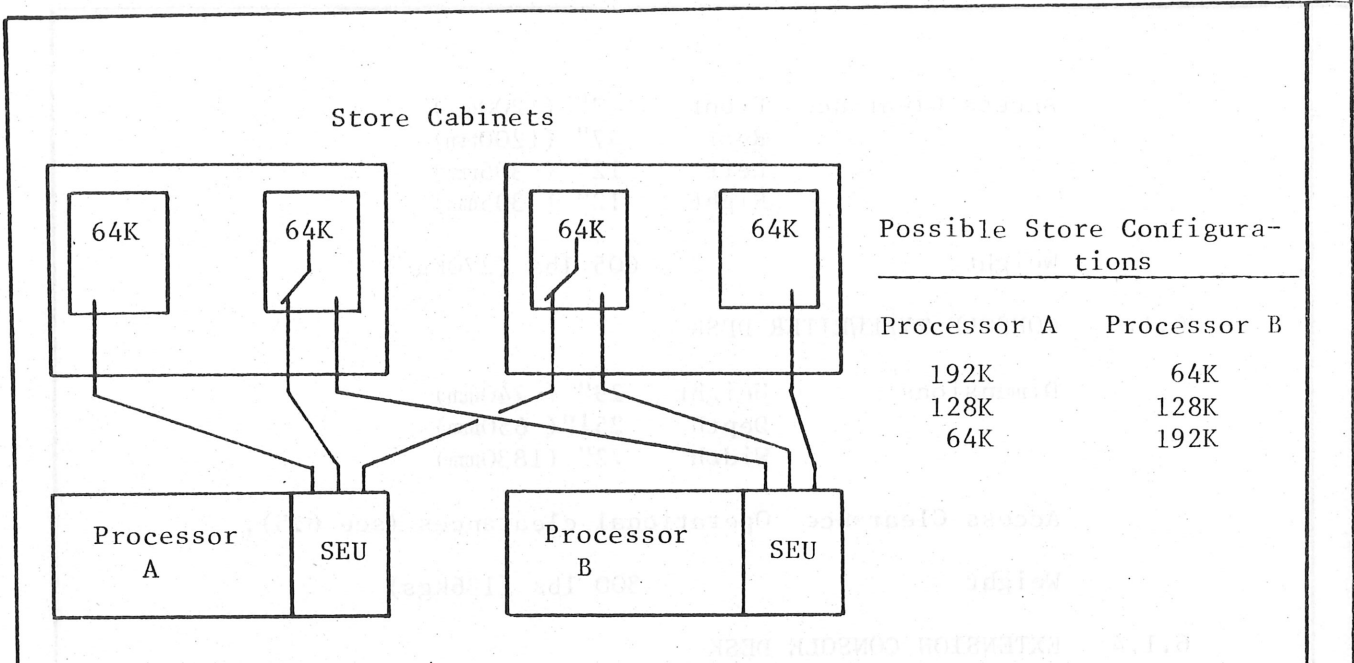 Store Cabinets
64K
64K
64K
64K
Possible Store Configura-
tions
Processor A Processor B
192K 64K
128K 128K
64K 192K
Processor
A
SEU
Processor
B
SEU